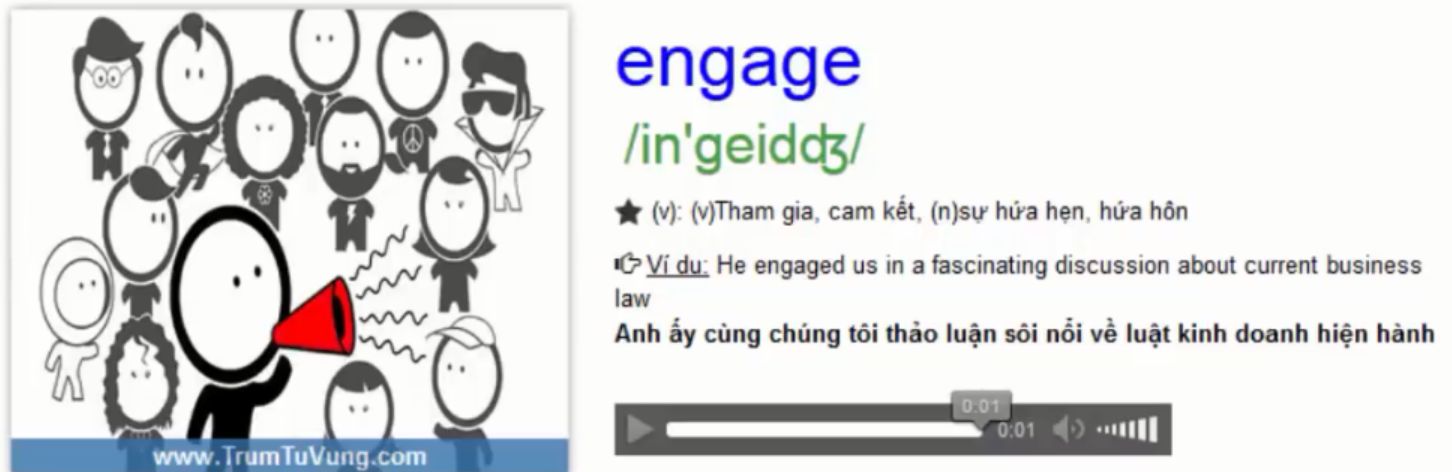 engage
/in'geidʤ/
★ (v): (v)Tham gia, cam kết, (n)sự hứa hẹn, hứa hôn
Ví du: He engaged us in a fascinating discussion about current business
law
Anh ấy cùng chúng tôi thảo luận sôi nổi về luật kinh doanh hiện hành
0:01
0:01
www.TrumTuVung.com